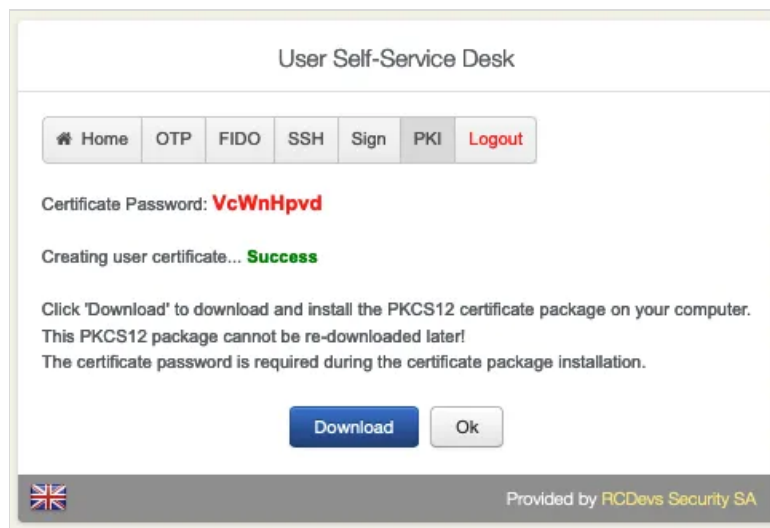 User Self-Service Desk
Home OTP FIDO SSH Sign PKI Logout
Certificate Password: VcWnHpvd
Creating user certificate... Success
Click 'Download' to download and install the PKCS12 certificate package on your computer.
This PKCS12 package cannot be re-downloaded later!
The certificate password is required during the certificate package installation.
Download Ok
Provided by RCDevs Security SA